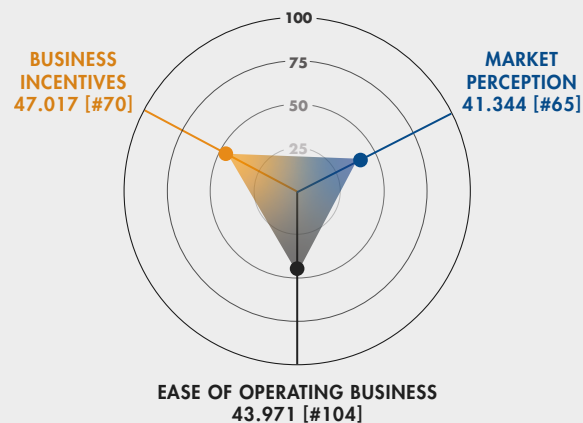 100
75
50
25
BUSINESS
INCENTIVES
47.017 [#70]
MARKET
PERCEPTION
41.344 [#65]
EASE OF OPERATING BUSINESS
43.971 [#104]